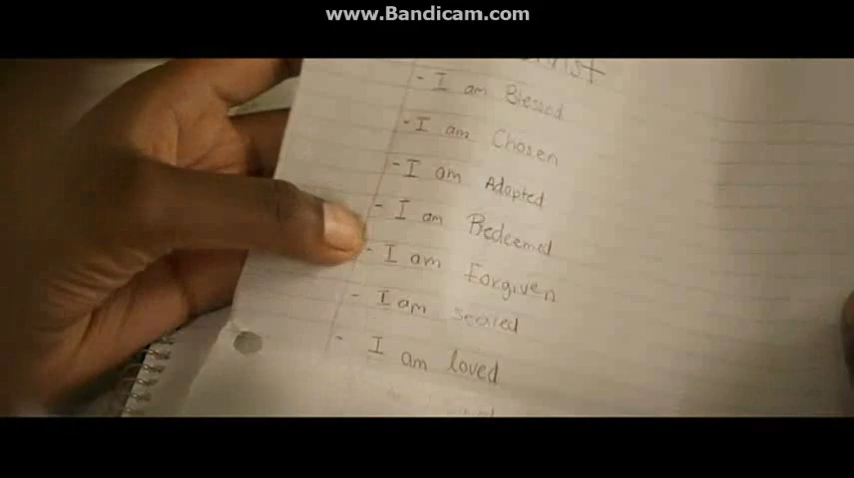 www.Bandicam.com
- I am Blessed
- I am Chosen
- I am Adopted
- I am Redeemed
- I am Forgiven
- I am sealed
- I am loved